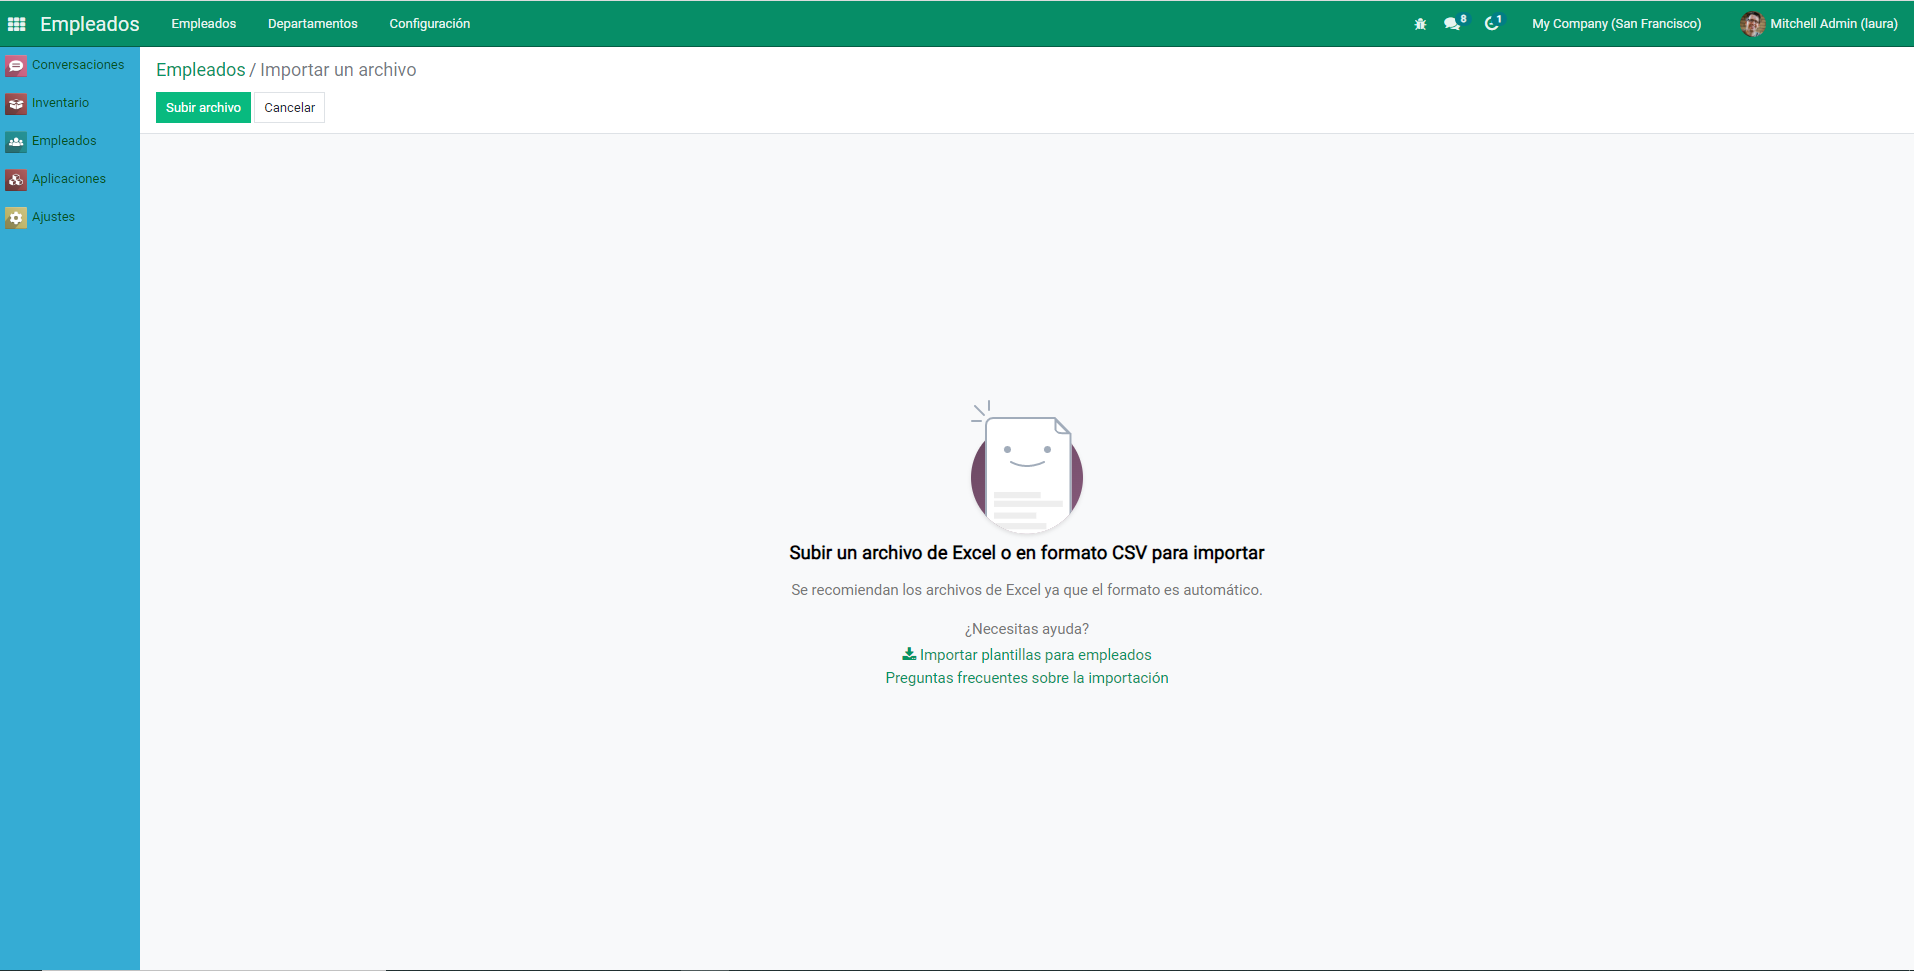 Empleados Empleados Departamentos Configuración 8 1 My Company (San Francisco) Mitchell Admin (laura)
Conversaciones
Inventario
Empleados
Aplicaciones
Ajustes
Empleados / Importar un archivo
Subir archivo Cancelar
Subir un archivo de Excel o en formato CSV para importar
Se recomiendan los archivos de Excel ya que el formato es automático.
¿Necesitas ayuda?
Importar plantillas para empleados
Preguntas frecuentes sobre la importación